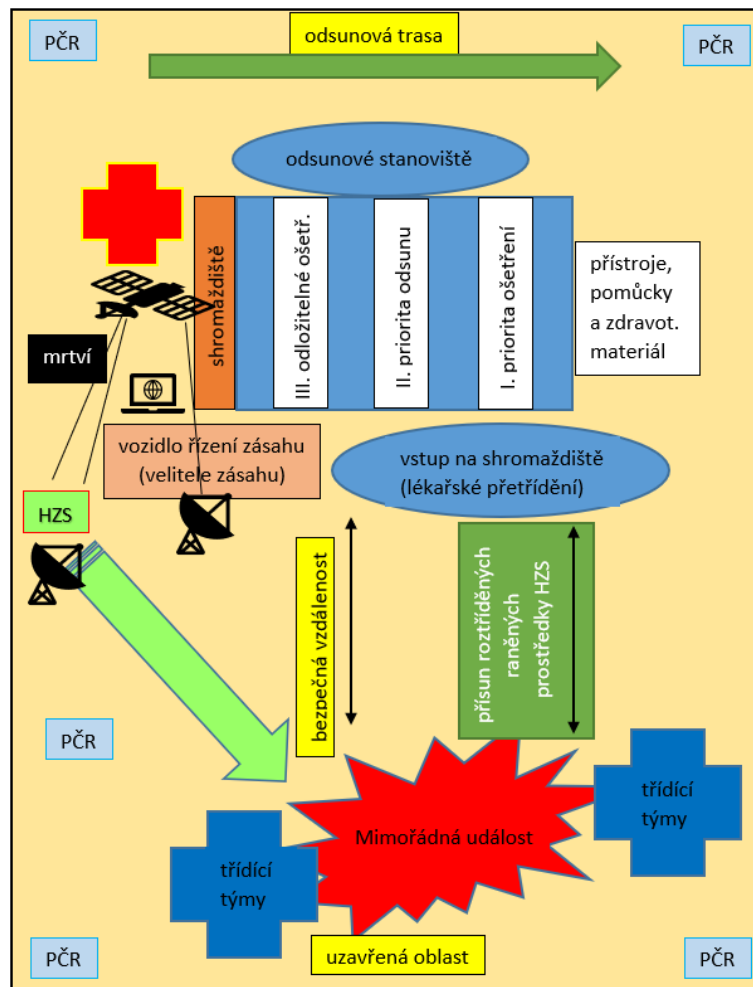 PČR
odsunová trasa
PČR
odsunové stanoviště
shromaždiště
III. odložitelné ošetř.
II. priorita odsunu
I. priorita ošetření
přístroje,
pomůcky
a zdravot.
materiál
mrtví
vozidlo řízení zásahu
(velitele zásahu)
vstup na shromaždiště
(lékařské přetřídění)
HZS
bezpečná vzdálenost
přísun roztříděných
raněných
prostředky HZS
PČR
třídící
týmy
Mimořádná událost
třídící
týmy
PČR
uzavřená oblast
PČR